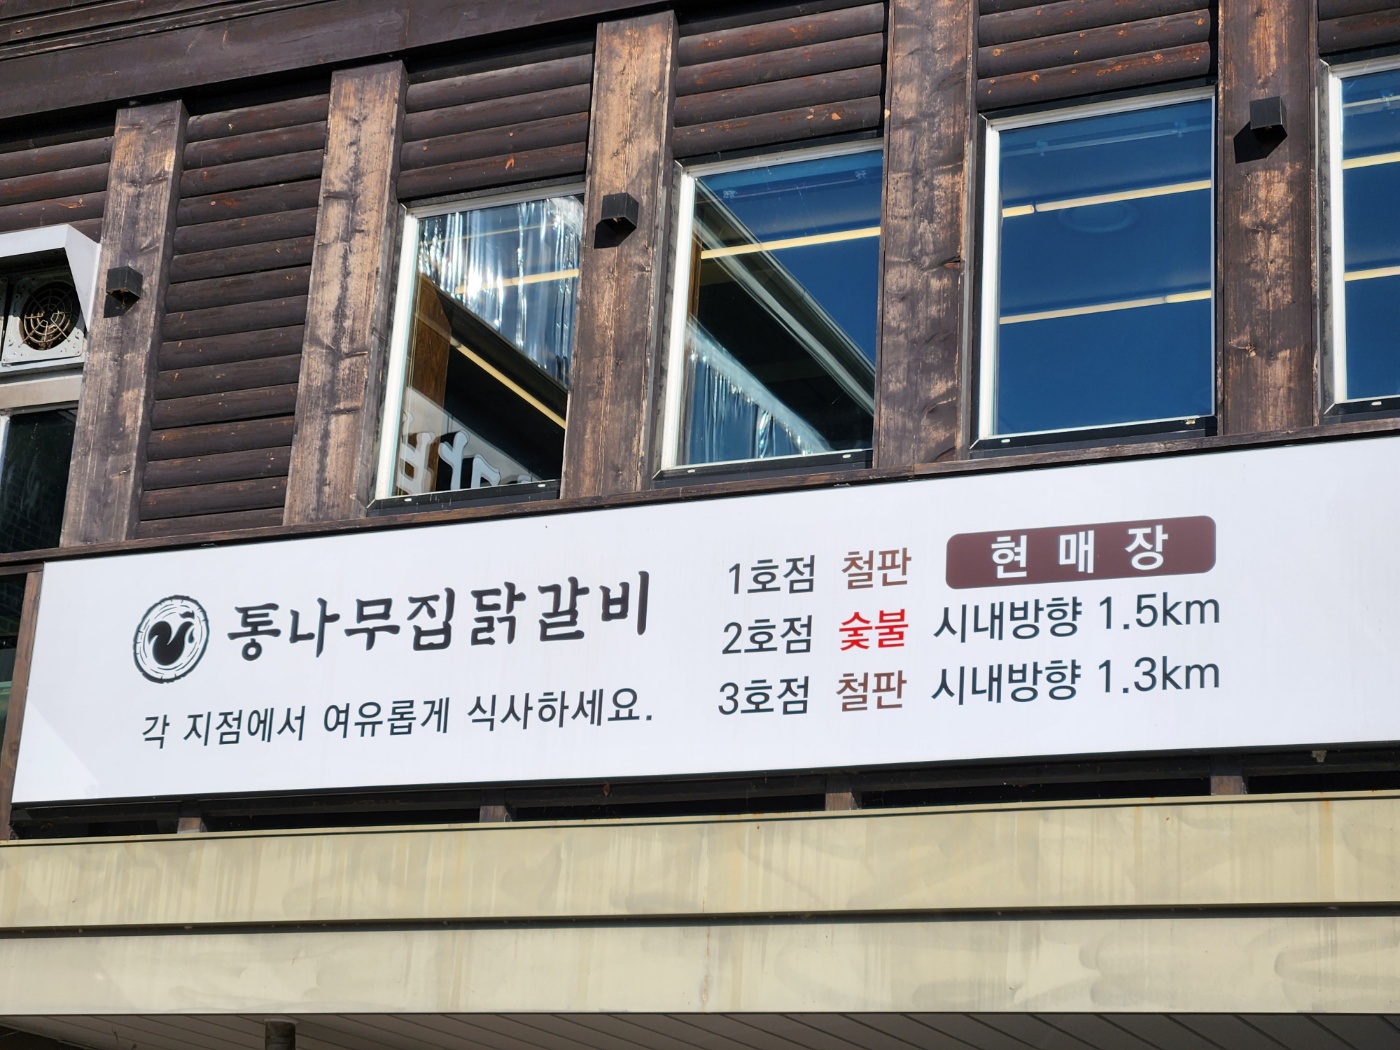 통나무집닭갈비
각 지점에서 여유롭게 식사하세요.
1호점 철판 현매장
2호점 숯불 시내방향 1.5km
3호점 철판 시내방향 1.3km